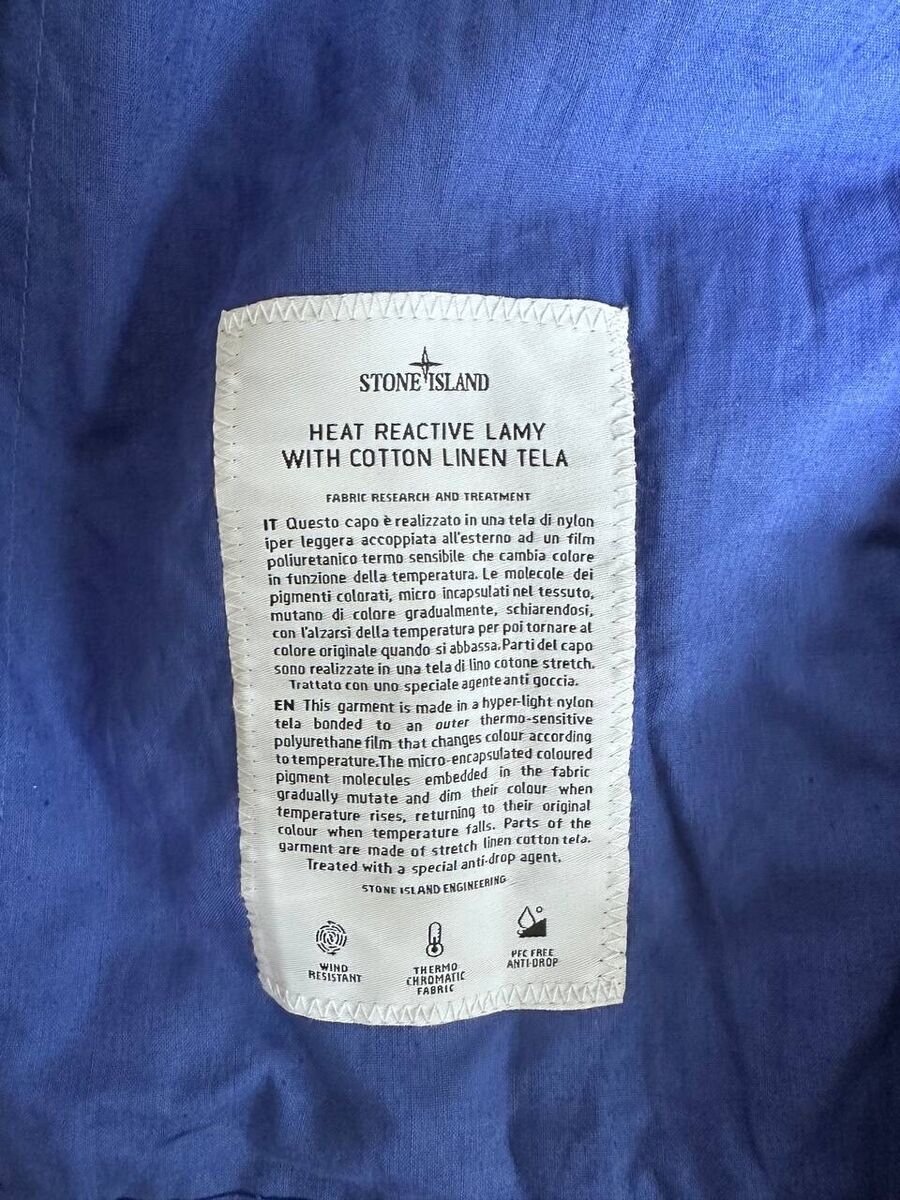 STONE ISLAND
HEAT REACTIVE LAMY
WITH COTTON LINEN TELA
FABRIC RESEARCH AND TREATMENT
IT Questo capo è realizzato in una tela di nylon
iper leggera accoppiata all'esterno ad un film
poliuretanico termo sensibile che cambia colore
in funzione della temperatura. Le molecole dei
pigmenti colorati, micro incapsulati nel tessuto,
mutano di colore gradualmente, schiarendosi,
con l'alzarsi della temperatura per poi tornare al
colore originale quando si abbassa. Parti del capo
sono realizzate in una tela di lino cotone stretch.
Trattato con uno speciale agente anti goccia.
EN This garment is made in a hyper-light nylon
tela bonded to an outer thermo-sensitive
polyurethane film that changes colour according
to temperature. The micro-encapsulated coloured
pigment molecules embedded in the fabric
gradually mutate and dim their colour when
temperature rises, returning to their original
colour when temperature falls. Parts of the
garment are made of stretch linen cotton tela.
Treated with a special anti-drop agent.
STONE ISLAND ENGINEERING
WIND
RESISTANT
THERMO
CHROMATIC
FABRIC
PFC FREE
ANTI-DROP